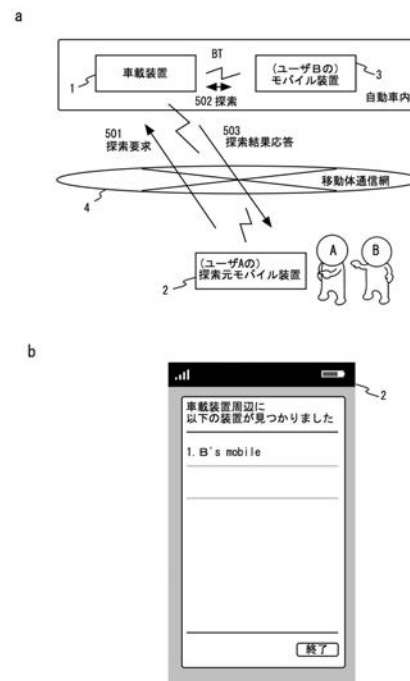 a
BT
1
車載装置
(ユーザBの)
モバイル装置
3
502 探索
自動車内
501
探索要求
503
探索結果応答
移動体通信網
4
2
(ユーザAの)
探索元モバイル装置
A
B
b
2
車載装置周辺に
以下の装置が見つかりました
1. B's mobile
終了